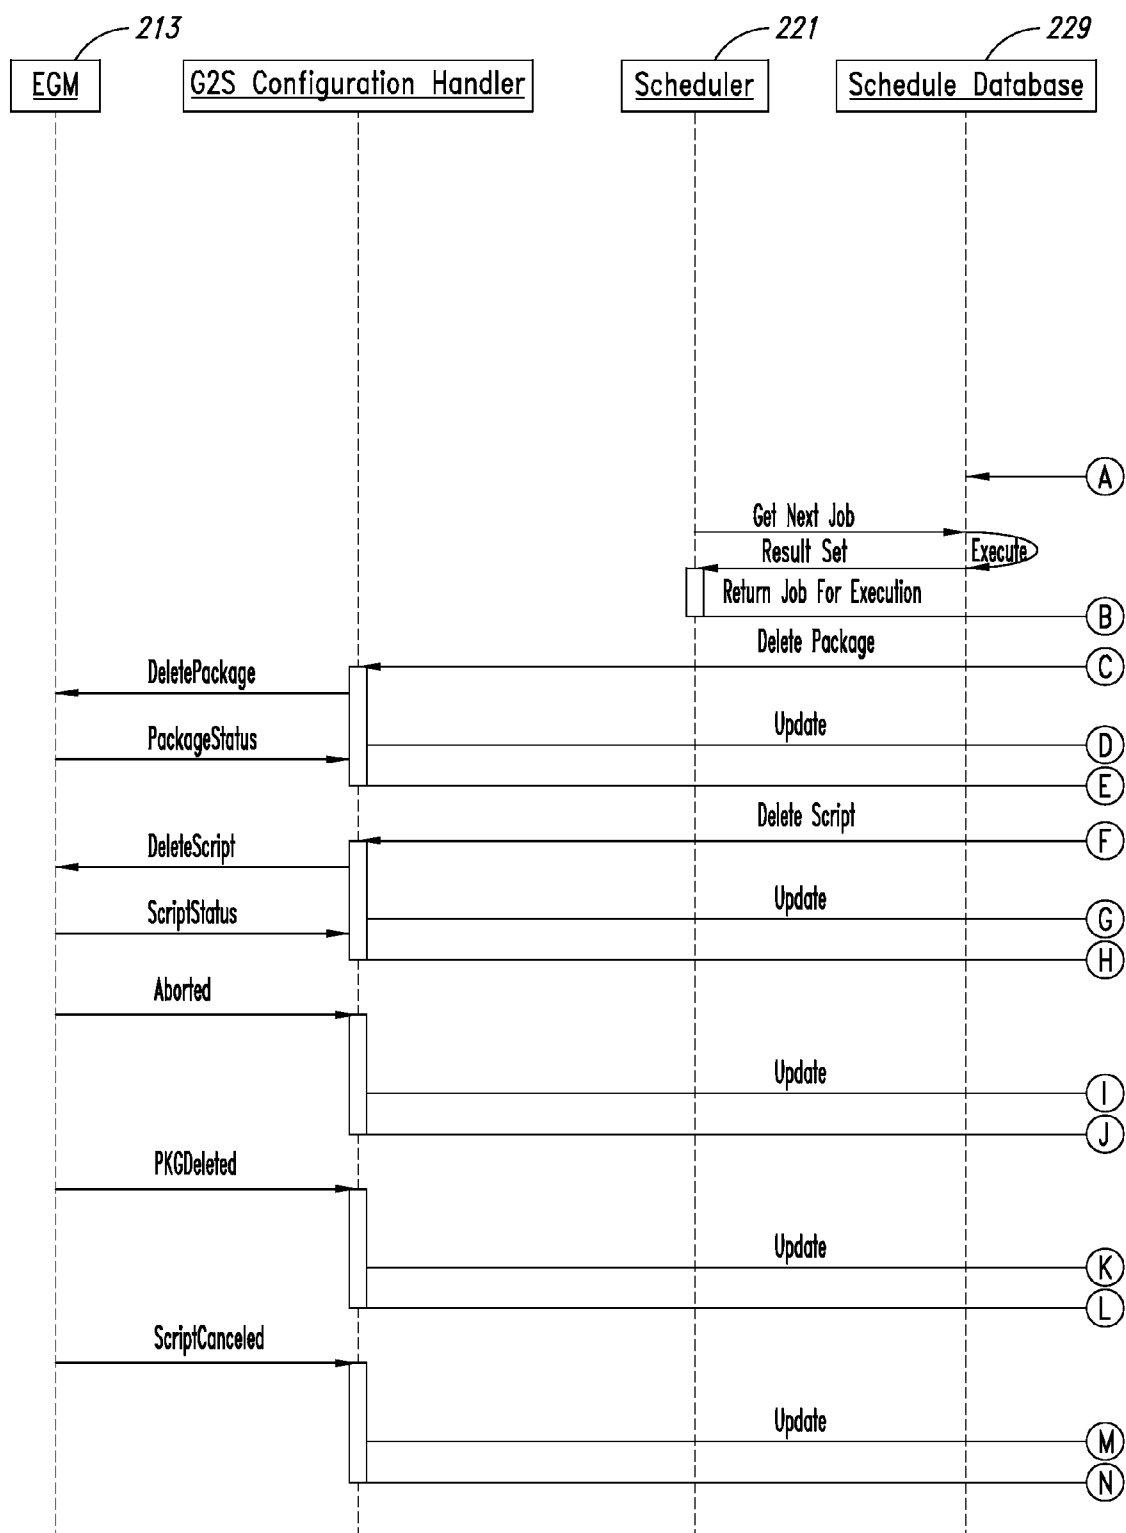 213
221
229
EGM
G2S Configuration Handler
Scheduler
Schedule Database
A
Get Next Job
Result Set
Execute
Return Job For Execution
B
Delete Package
C
DeletePackage
Update
PackageStatus
D
E
Delete Script
F
DeleteScript
Update
ScriptStatus
G
H
Aborted
Update
I
J
PKGDeleted
Update
K
L
ScriptCanceled
Update
M
N